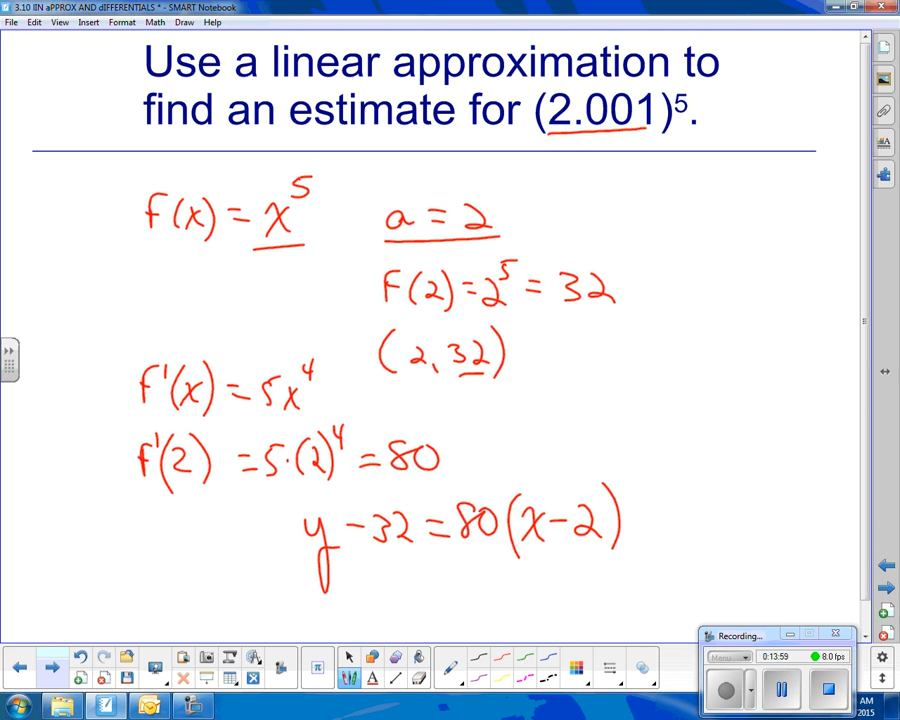 3.10 lIN aPPROX and dIFFERENTIALS * - SMART Notebook
File Edit View Insert Format Math Draw Help
Use a linear approximation to
find an estimate for (2.001)⁵.
f(x) = x⁵
a = 2
F(2) = 2⁵ = 32
(2, 32)
f'(x) = 5x⁴
f'(2) = 5·(2)⁴ = 80
y - 32 = 80(x - 2)
Recording...
Menu
0:13:59
8.0 fps
AM
2015